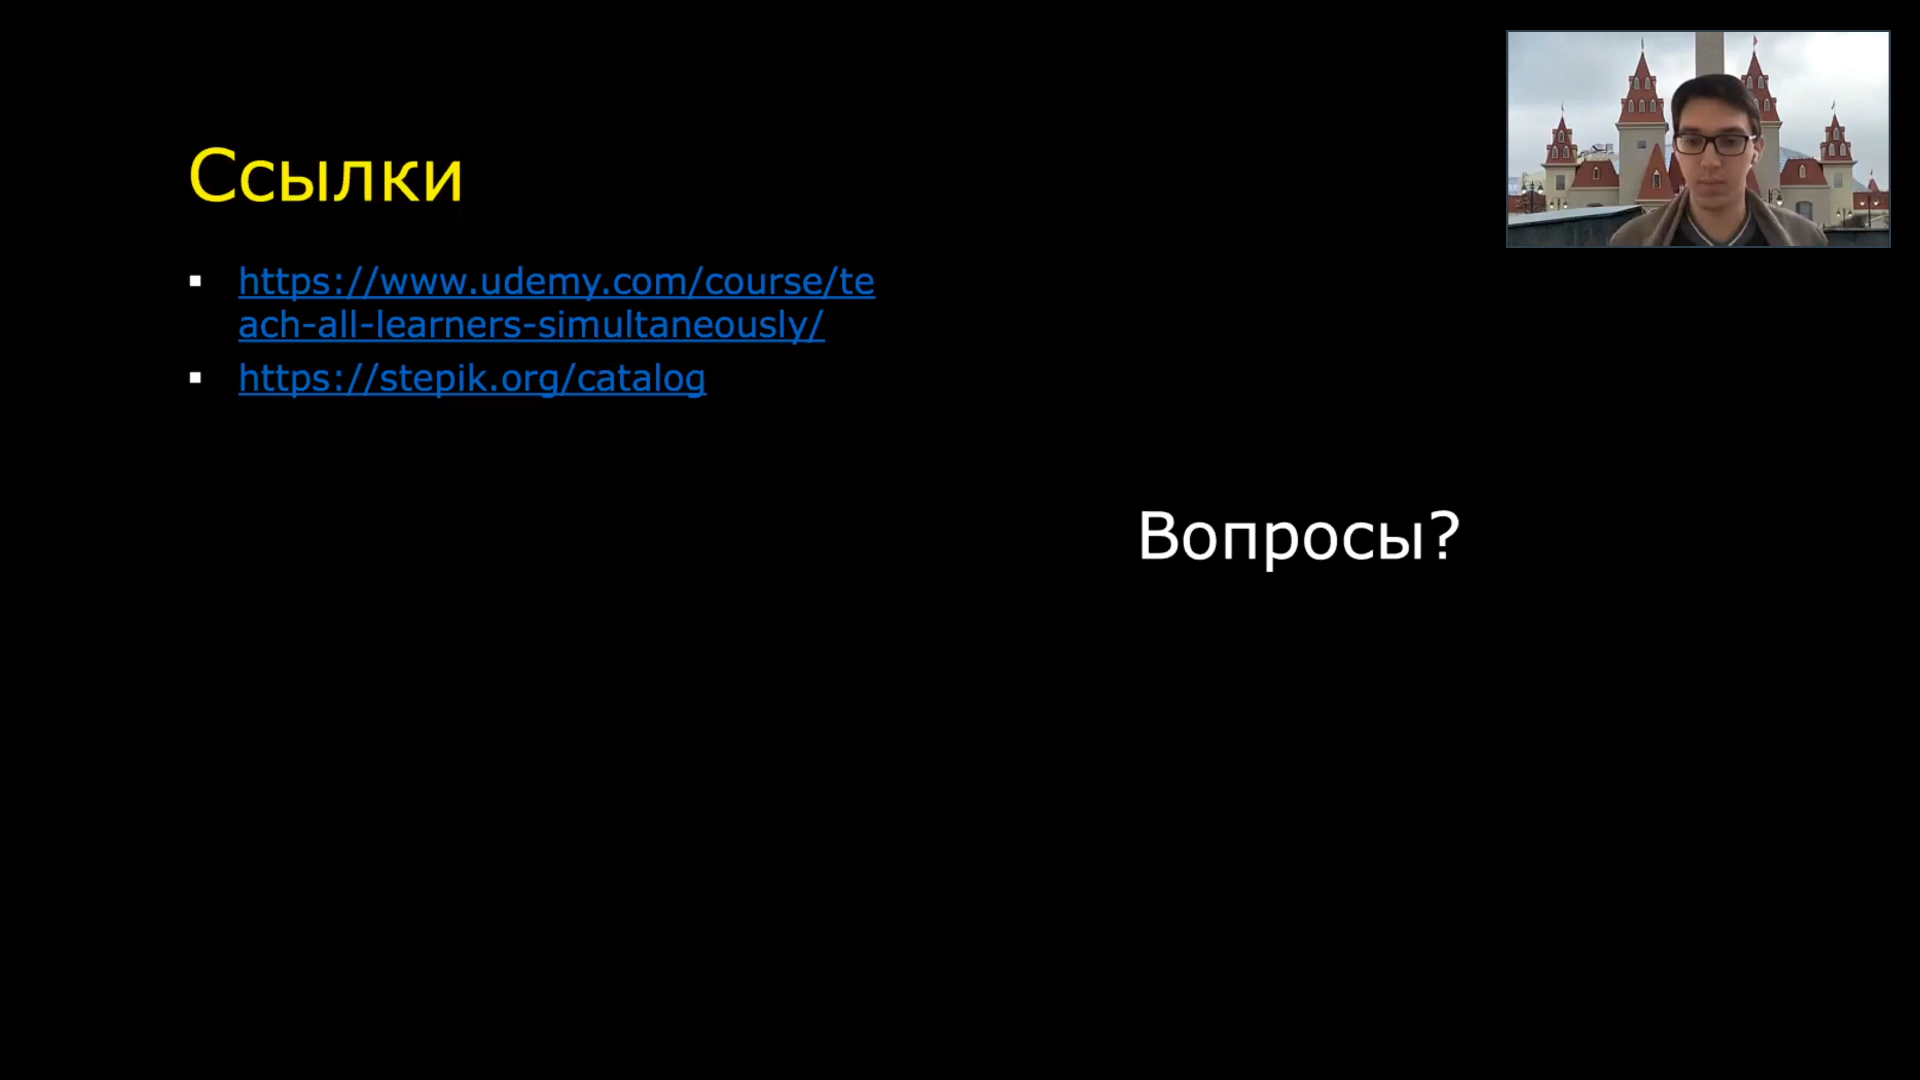 Ссылки
https://www.udemy.com/course/te
ach-all-learners-simultaneously/
https://stepik.org/catalog
Вопросы?